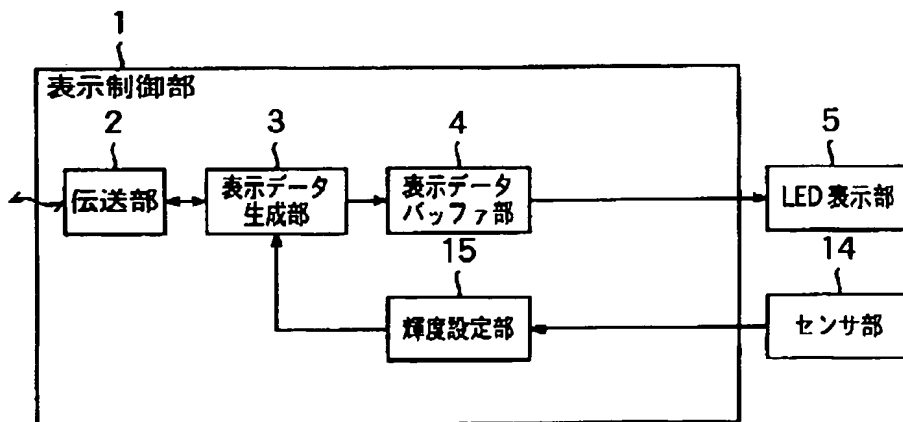 1
表示制御部
2
3
4
5
伝送部
表示データ
生成部
表示データ
バッファ部
LED表示部
15
14
輝度設定部
センサ部